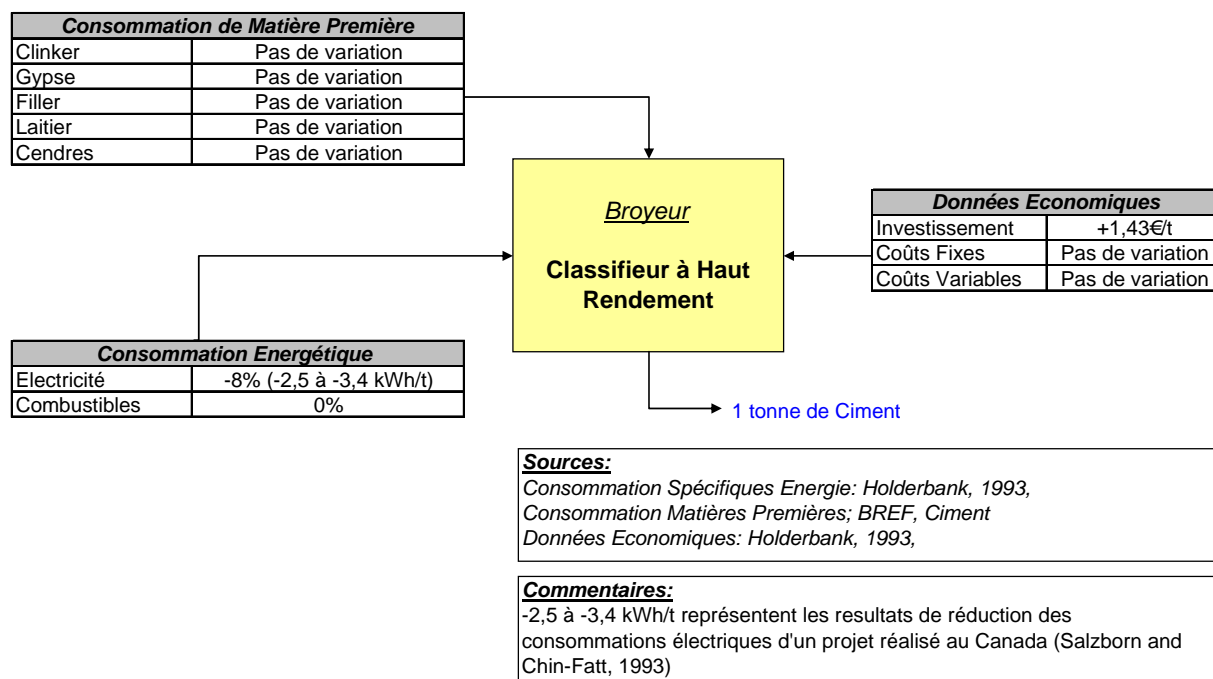 Consommation de Matière Première
Clinker Pas de variation
Gypse Pas de variation
Filler Pas de variation
Laitier Pas de variation
Cendres Pas de variation
Broyeur
Classifieur à Haut
Rendement
Données Economiques
Investissement +1,43€/t
Coûts Fixes Pas de variation
Coûts Variables Pas de variation
Consommation Energétique
Electricité -8% (-2,5 à -3,4 kWh/t)
Combustibles 0%
1 tonne de Ciment
Sources:
Consommation Spécifiques Energie: Holderbank, 1993,
Consommation Matières Premières; BREF, Ciment
Données Economiques: Holderbank, 1993,
Commentaires:
-2,5 à -3,4 kWh/t représentent les resultats de réduction des
consommations électriques d'un projet réalisé au Canada (Salzborn and
Chin-Fatt, 1993)